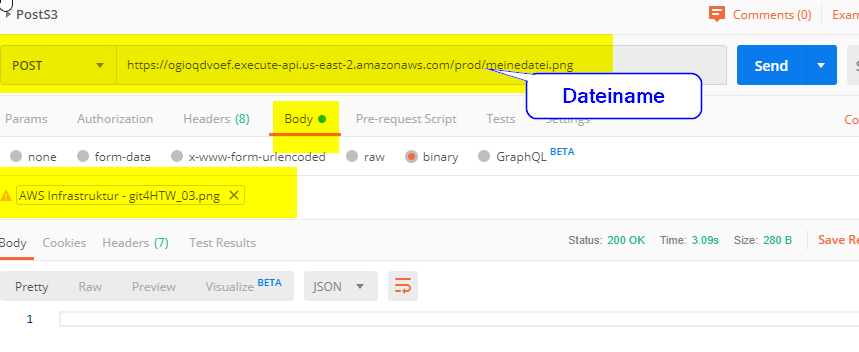 PostS3
Comments (0)
Exam
POST
https://ogioqdvoef.execute-api.us-east-2.amazonaws.com/prod/meinedatei.png
Send
Dateiname
Params
Authorization
Headers (8)
Body
Pre-request Script
Tests
Settings
Co
none
form-data
x-www-form-urlencoded
raw
binary
GraphQL BETA
AWS Infrastruktur - git4HTW_03.png
Body
Cookies
Headers (7)
Test Results
Status: 200 OK
Time: 3.09s
Size: 280 B
Save Re
Pretty
Raw
Preview
Visualize BETA
JSON
1